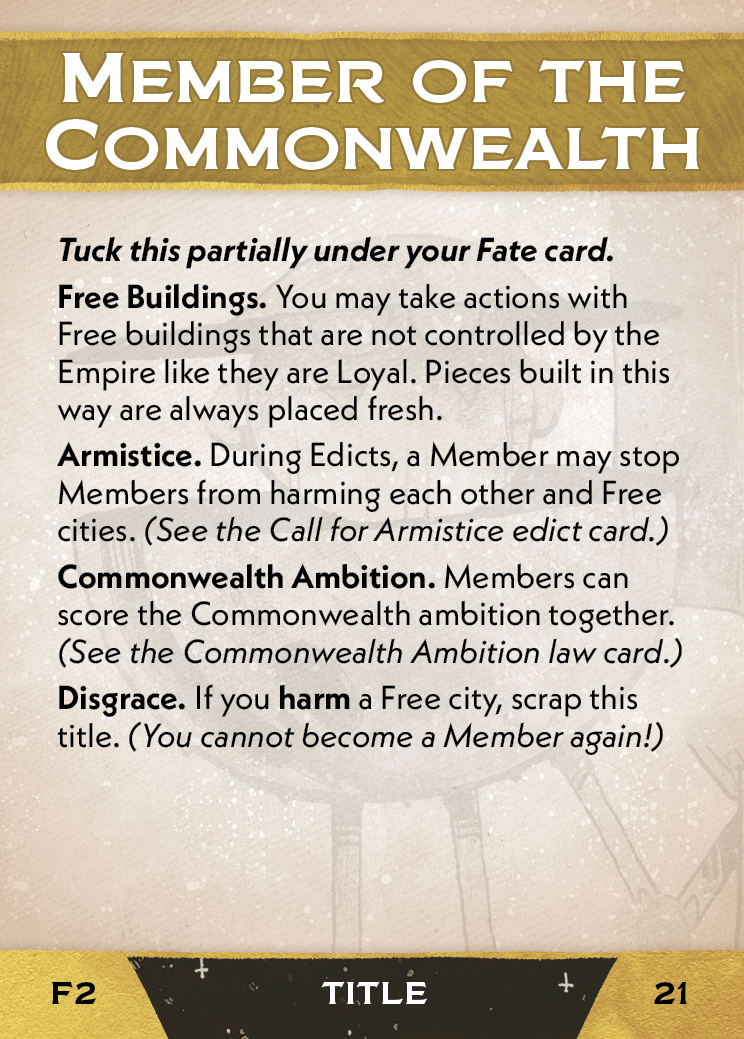 Member of the
Commonwealth
Tuck this partially under your Fate card.
Free Buildings. You may take actions with
Free buildings that are not controlled by the
Empire like they are Loyal. Pieces built in this
way are always placed fresh.
Armistice. During Edicts, a Member may stop
Members from harming each other and Free
cities. (See the Call for Armistice edict card.)
Commonwealth Ambition. Members can
score the Commonwealth ambition together.
(See the Commonwealth Ambition law card.)
Disgrace. If you harm a Free city, scrap this
title. (You cannot become a Member again!)
F2 TITLE 21